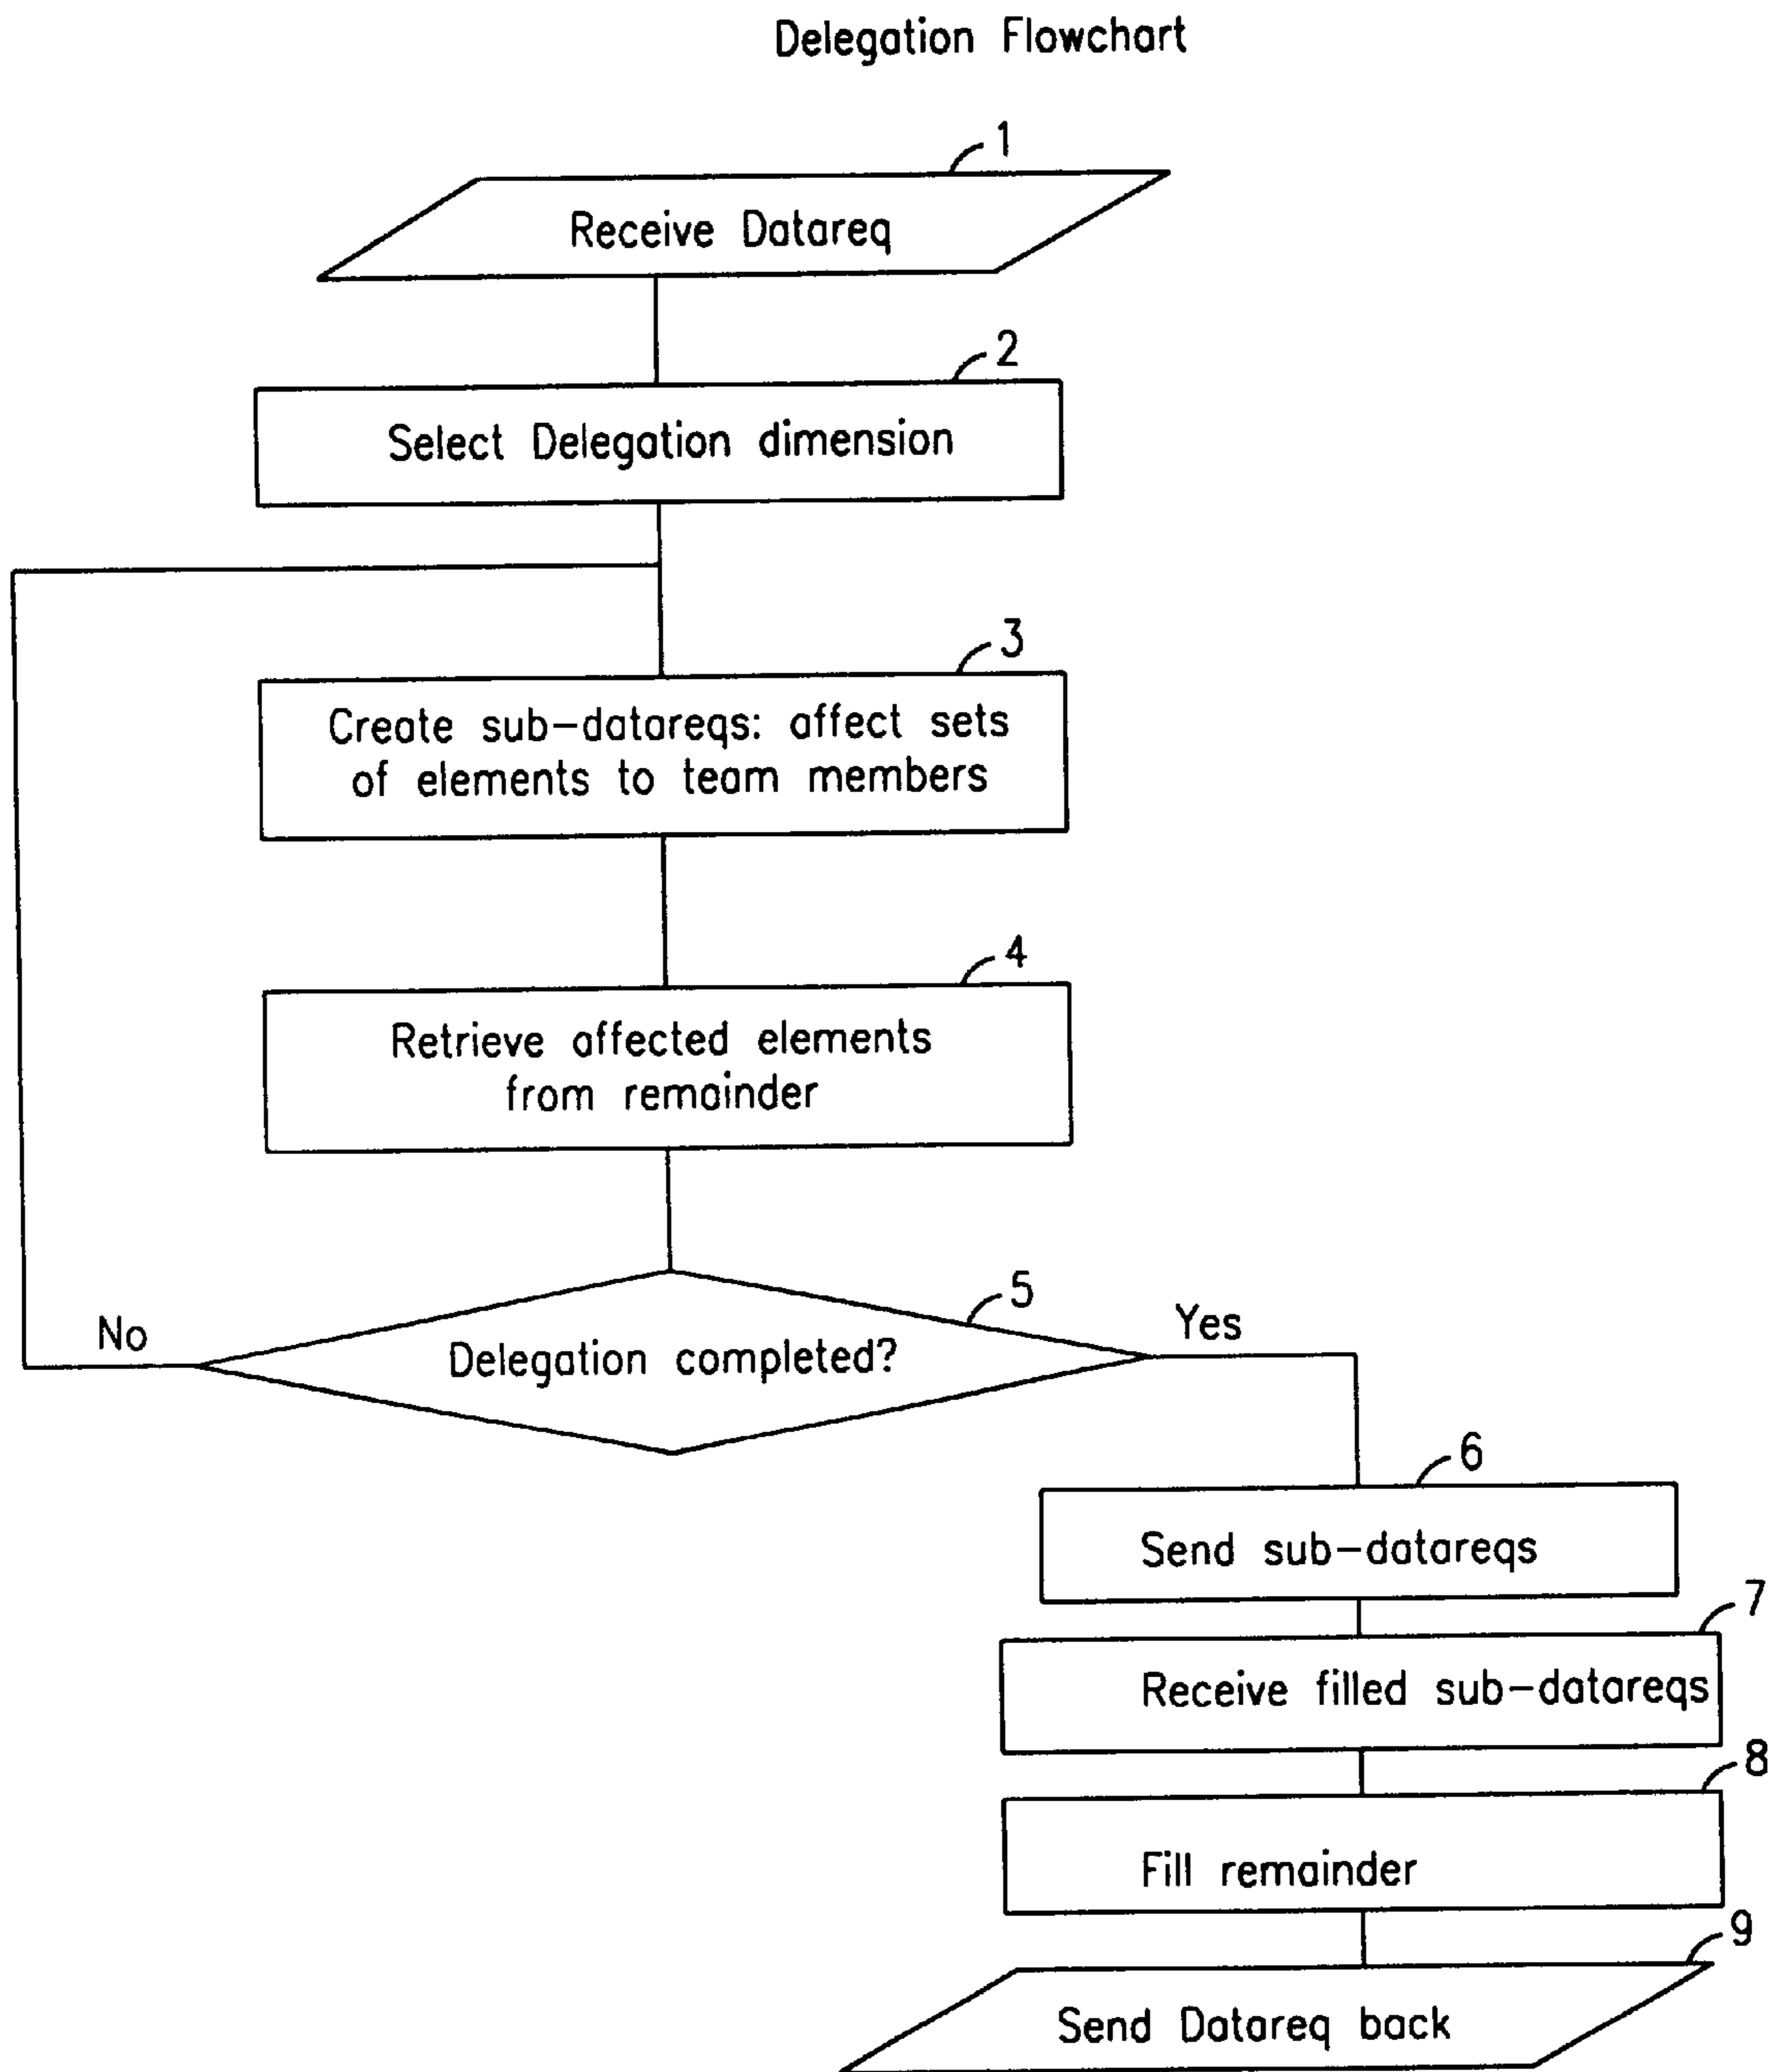 Delegation Flowchart
1
Receive Datareq
2
Select Delegation dimension
3
Create sub-datareqs: affect sets
of elements to team members
4
Retrieve affected elements
from remainder
5
Delegation completed?
No
Yes
6
Send sub-datareqs
7
Receive filled sub-datareqs
8
Fill remainder
9
Send Datareq back